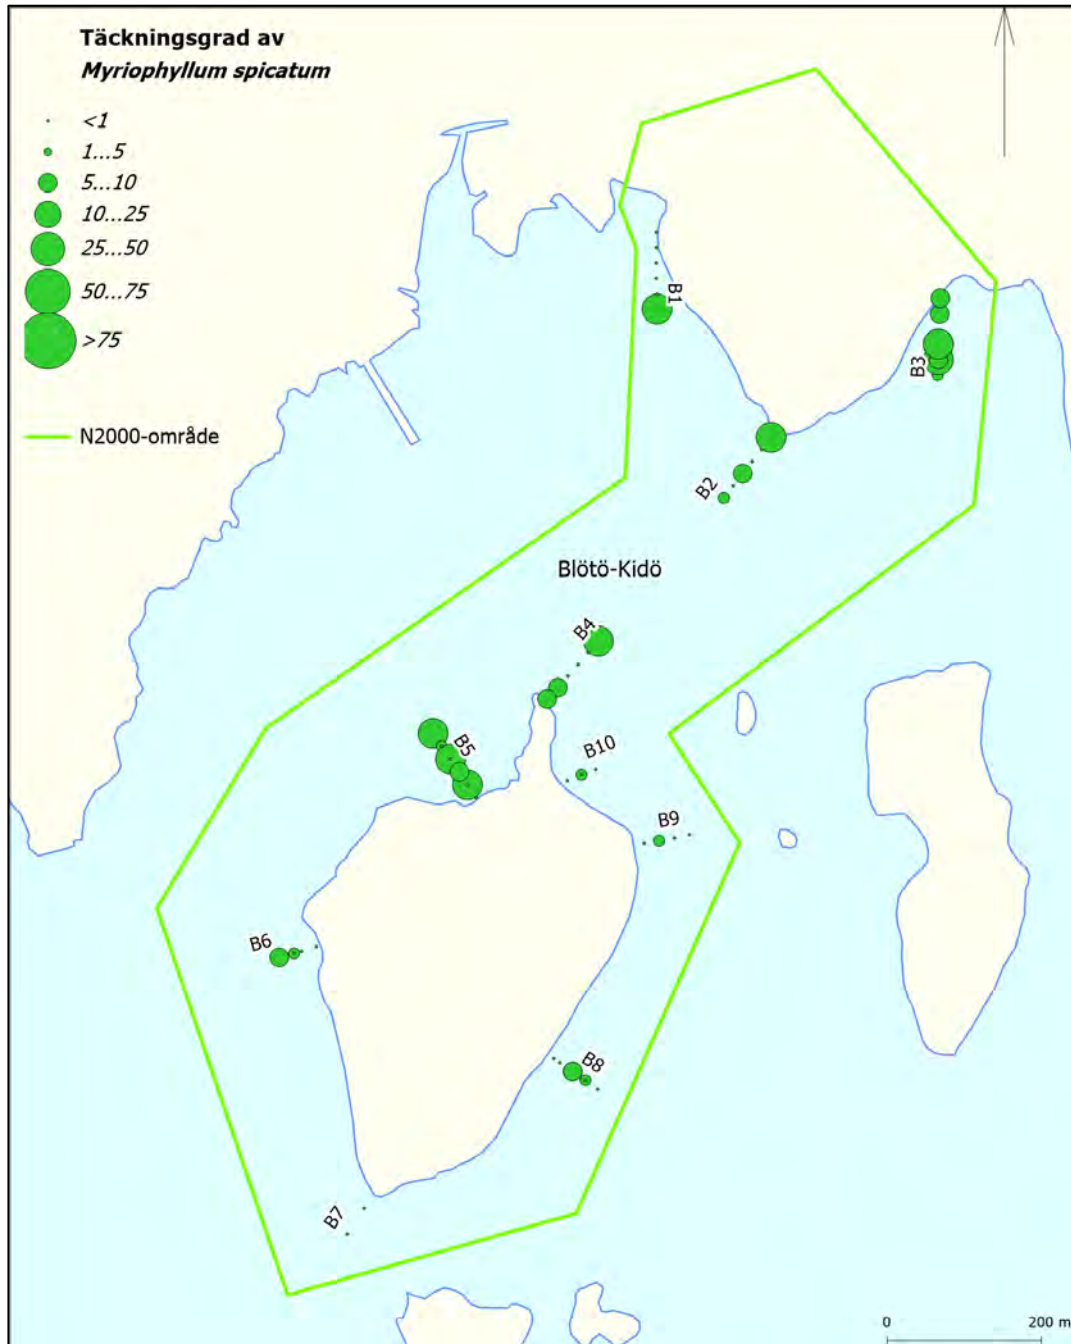 Täckningsgrad av
Myriophyllum spicatum
<1
1...5
5...10
10...25
25...50
50...75
>75
N2000-område
B1
B3
B2
Blötö-Kidö
B4
B5
B10
B9
B6
B8
B7
0 200 m